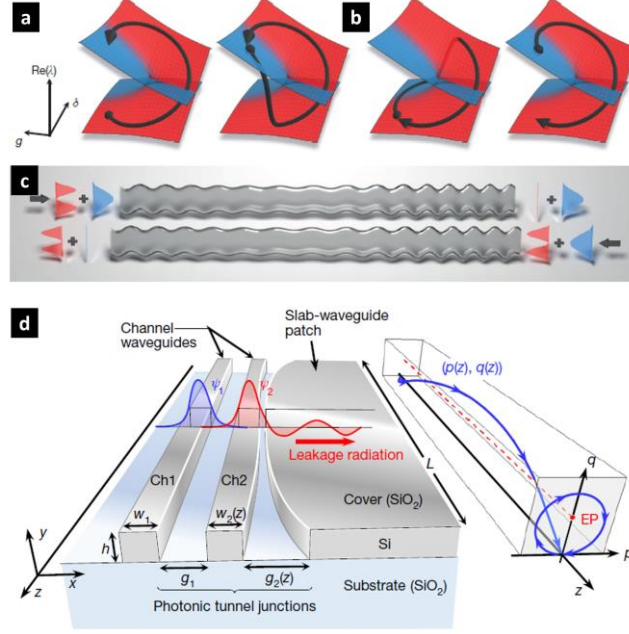 a
b
Re(λ)
δ
g
c
+
+
+
+
d
Slab-waveguide
patch
Channel
waveguides
(p(z), q(z))
ψ1
ψ2
Leakage radiation
L
q
Ch1
Ch2
Cover (SiO2)
w1
w2(z)
EP
y
h
Si
p
x
z
g1
g2(z)
z
Substrate (SiO2)
Photonic tunnel junctions